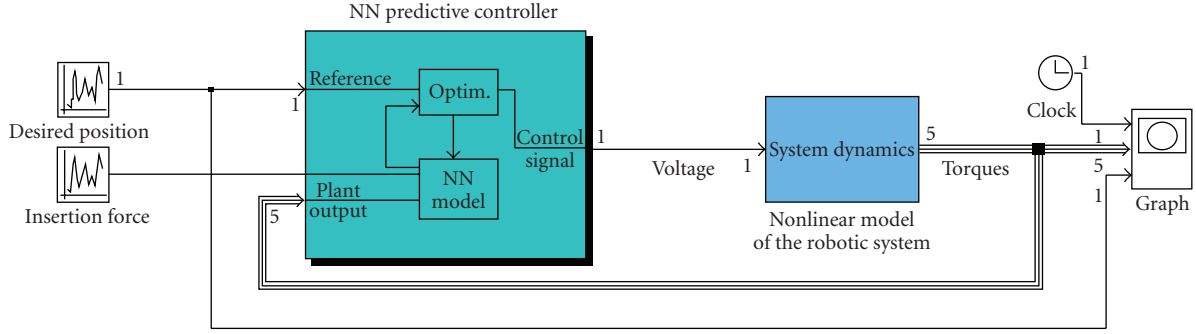 NN predictive controller
1
Reference
1
Optim.
Desired position
Control
signal
1
Voltage
1
System dynamics
5
Torques
Clock
1
1
5
1
Graph
Insertion force
NN
model
Plant
output
5
Nonlinear model
of the robotic system